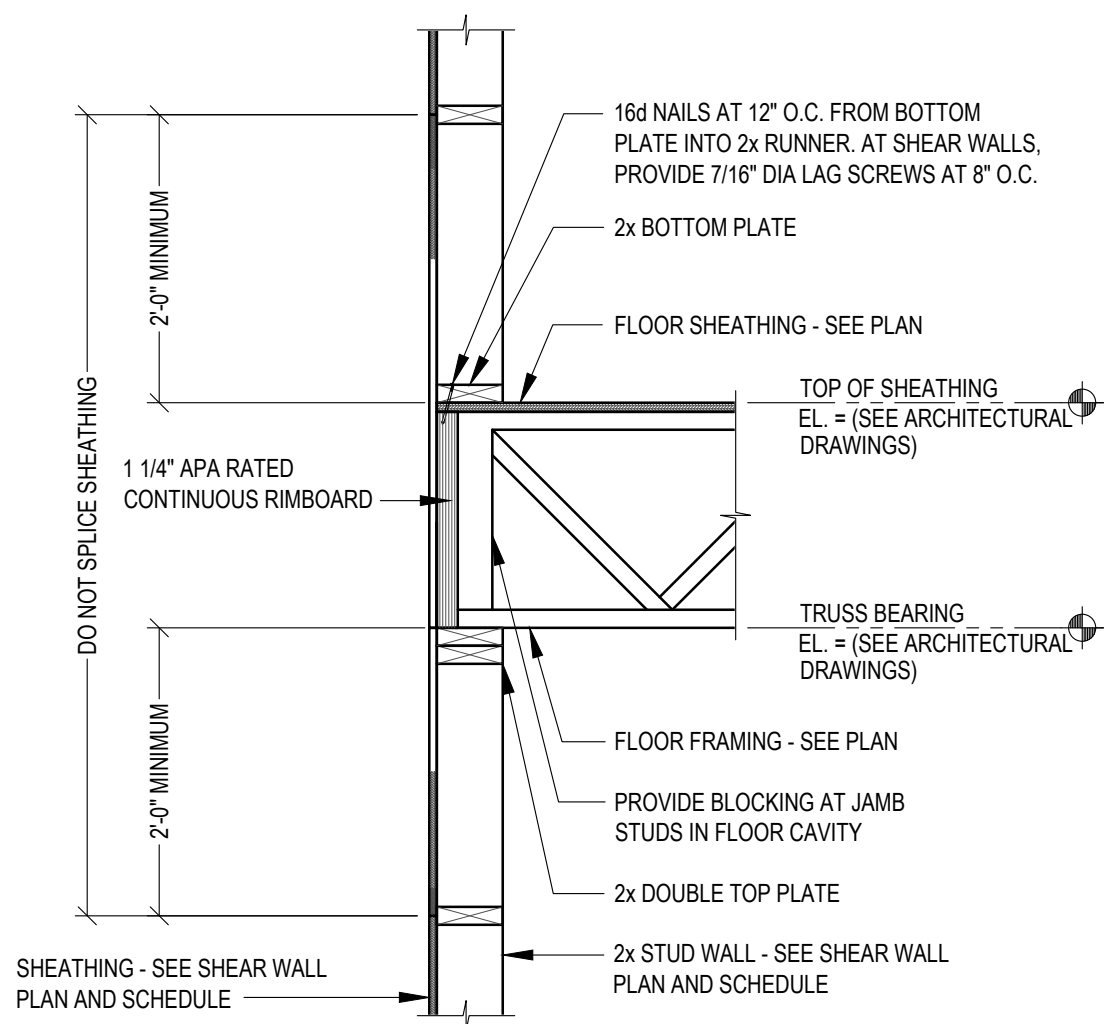 16d NAILS AT 12" O.C. FROM BOTTOM
PLATE INTO 2x RUNNER. AT SHEAR WALLS,
PROVIDE 7/16" DIA LAG SCREWS AT 8" O.C.
2x BOTTOM PLATE
FLOOR SHEATHING - SEE PLAN
TOP OF SHEATHING
EL. = (SEE ARCHITECTURAL
DRAWINGS)
2'-0" MINIMUM
DO NOT SPLICE SHEATHING
1 1/4" APA RATED
CONTINUOUS RIMBOARD
TRUSS BEARING
EL. = (SEE ARCHITECTURAL
DRAWINGS)
2'-0" MINIMUM
FLOOR FRAMING - SEE PLAN
PROVIDE BLOCKING AT JAMB
STUDS IN FLOOR CAVITY
2x DOUBLE TOP PLATE
2x STUD WALL - SEE SHEAR WALL
PLAN AND SCHEDULE
SHEATHING - SEE SHEAR WALL
PLAN AND SCHEDULE